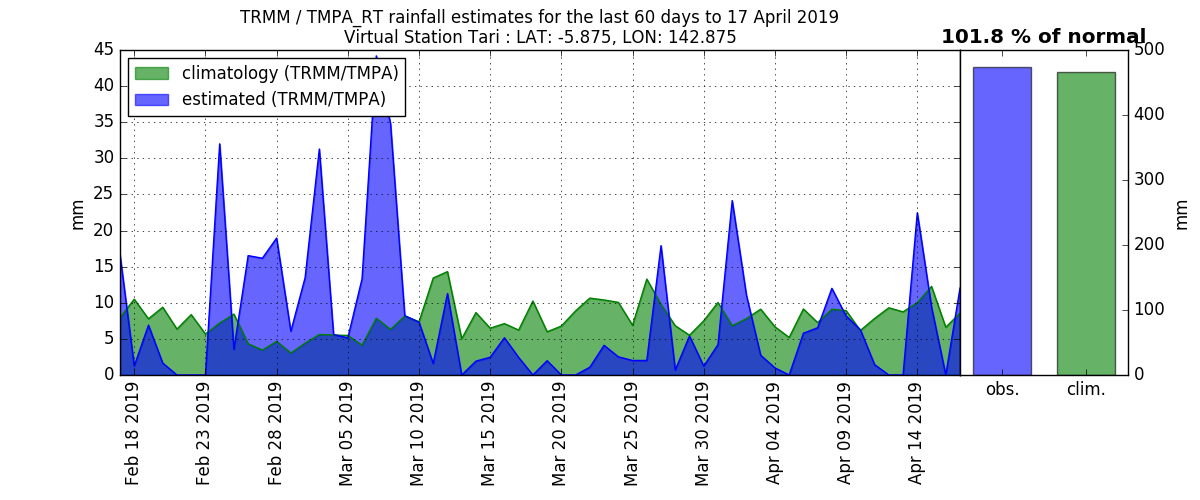 TRMM / TMPA_RT rainfall estimates for the last 60 days to 17 April 2019
Virtual Station Tari : LAT: -5.875, LON: 142.875
101.8 % of normal
climatology (TRMM/TMPA)
estimated (TRMM/TMPA)
mm
45
40
35
30
25
20
15
10
5
0
Feb 18 2019
Feb 23 2019
Feb 28 2019
Mar 05 2019
Mar 10 2019
Mar 15 2019
Mar 20 2019
Mar 25 2019
Mar 30 2019
Apr 04 2019
Apr 09 2019
Apr 14 2019
obs.
clim.
500
400
300
200
100
0
mm